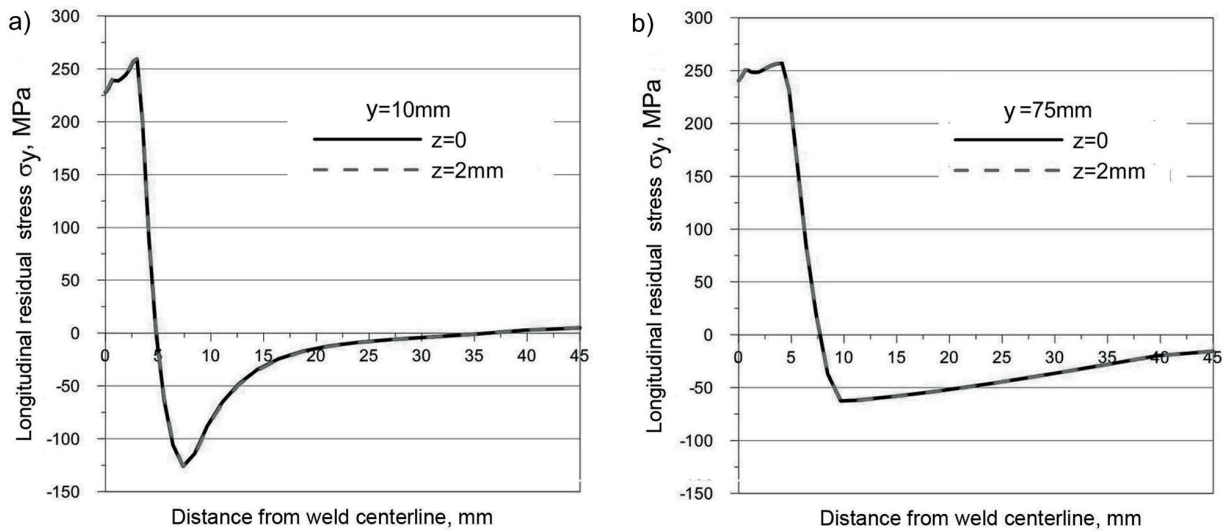 a)
Longitudinal residual stress σy, MPa
300
250
200
150
100
50
0
-50
-100
-150
0 5 10 15 20 25 30 35 40 45
y=10mm
z=0
z=2mm
Distance from weld centerline, mm
b)
Longitudinal residual stress σy, MPa
300
250
200
150
100
50
0
-50
-100
-150
0 5 10 15 20 25 30 35 40 45
y=75mm
z=0
z=2mm
Distance from weld centerline, mm